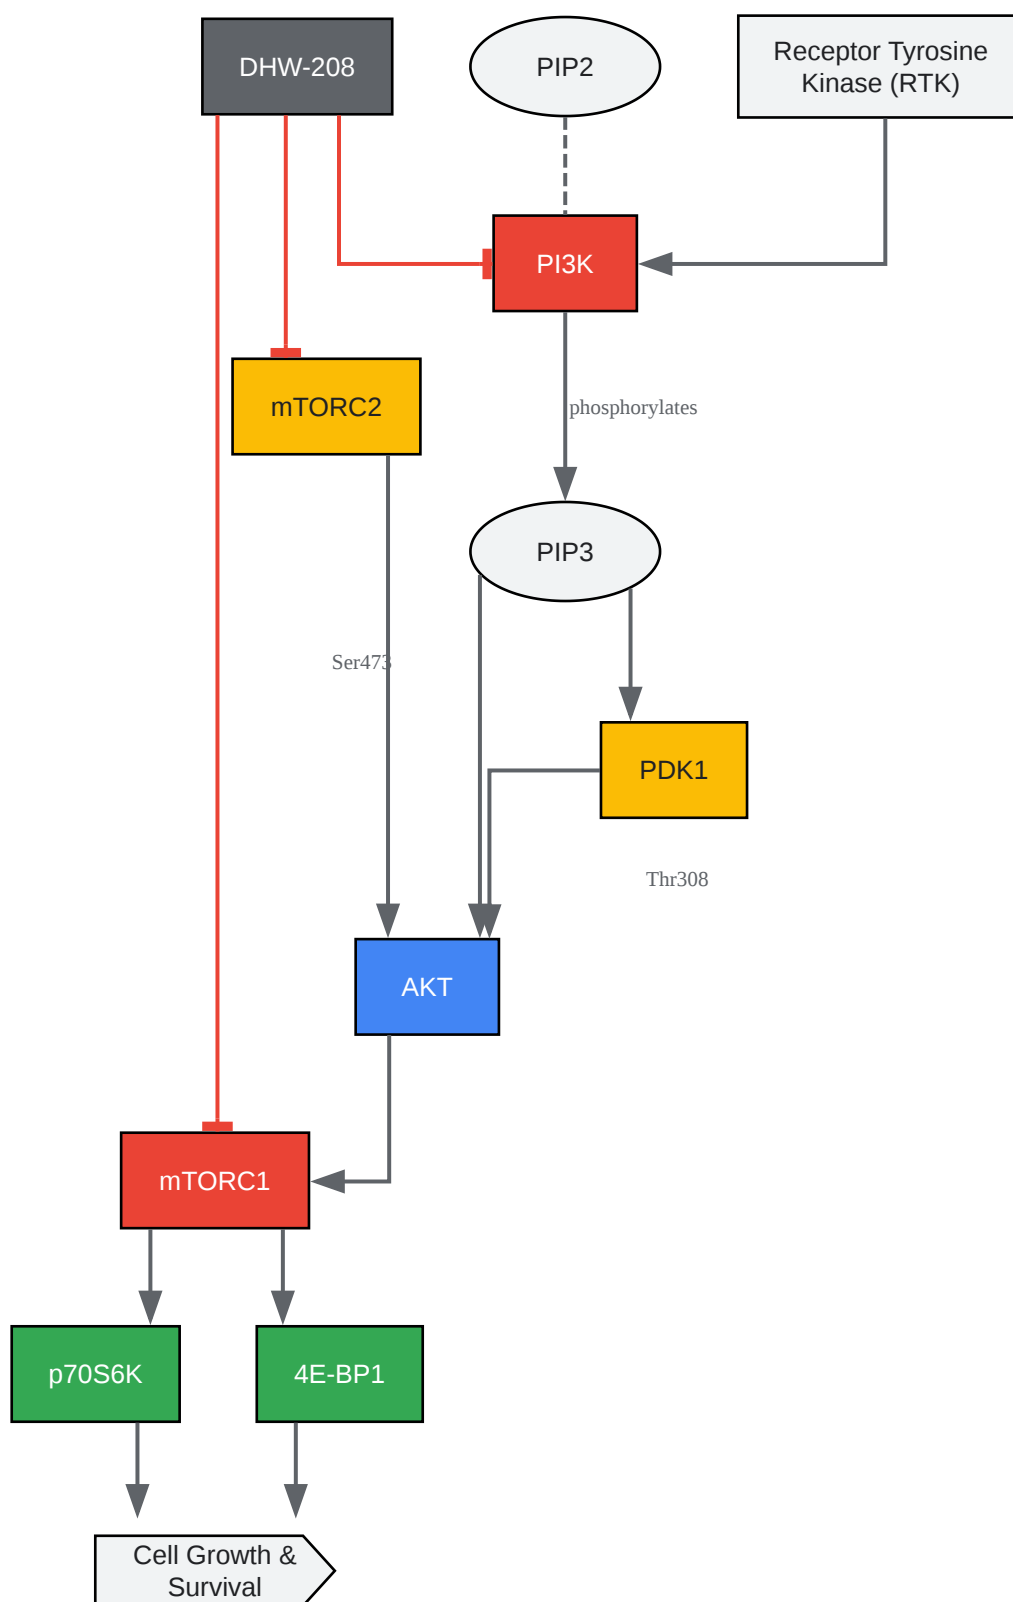 DHW-208
PIP2
Receptor Tyrosine
Kinase (RTK)
PI3K
mTORC2
phosphorylates
PIP3
Ser473
PDK1
Thr308
AKT
mTORC1
p70S6K
4E-BP1
Cell Growth &
Survival